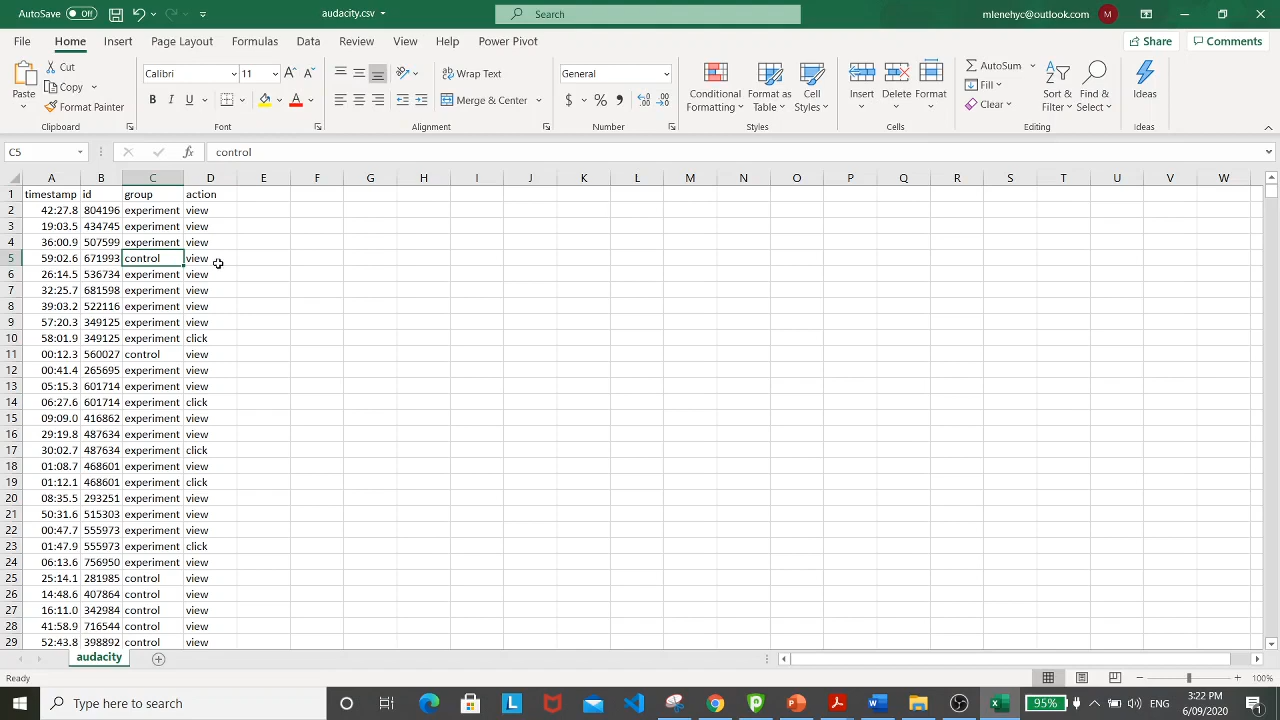 AutoSave Off audacity.csv Search mlenehyc@outlook.com M
File Home Insert Page Layout Formulas Data Review View Help Power Pivot Share Comments
Cut Calibri 11 A A Wrap Text General AutoSum
Paste Copy Conditional Format as Cell Insert Delete Format Fill Sort & Find & Ideas
Format Painter B I U A Merge & Center $ % 9 Formatting Table Styles Clear Filter Select
Clipboard Font Alignment Number Styles Cells Editing Ideas
C5 fx control
A B C D E F G H I J K L M N O P Q R S T U V W
1 timestamp id group action
2 42:27.8 804196 experiment view
3 19:03.5 434745 experiment view
4 36:00.9 507599 experiment view
5 59:02.6 671993 control view
6 26:14.5 536734 experiment view
7 32:25.7 681598 experiment view
8 39:03.2 522116 experiment view
9 57:20.3 349125 experiment view
10 58:01.9 349125 experiment click
11 00:12.3 560027 control view
12 00:41.4 265695 experiment view
13 05:15.3 601714 experiment view
14 06:27.6 601714 experiment click
15 09:09.0 416862 experiment view
16 29:19.8 487634 experiment view
17 30:02.7 487634 experiment click
18 01:08.7 468601 experiment view
19 01:12.1 468601 experiment click
20 08:35.5 293251 experiment view
21 50:31.6 515303 experiment view
22 00:47.7 555973 experiment view
23 01:47.9 555973 experiment click
24 06:13.6 756950 experiment view
25 25:14.1 281985 control view
26 14:48.6 407864 control view
27 16:11.0 342984 control view
28 41:58.9 716544 control view
29 52:43.8 398892 control view
audacity
Ready 100%
Type here to search L P W X 95% ENG 3:22 PM
6/09/2020